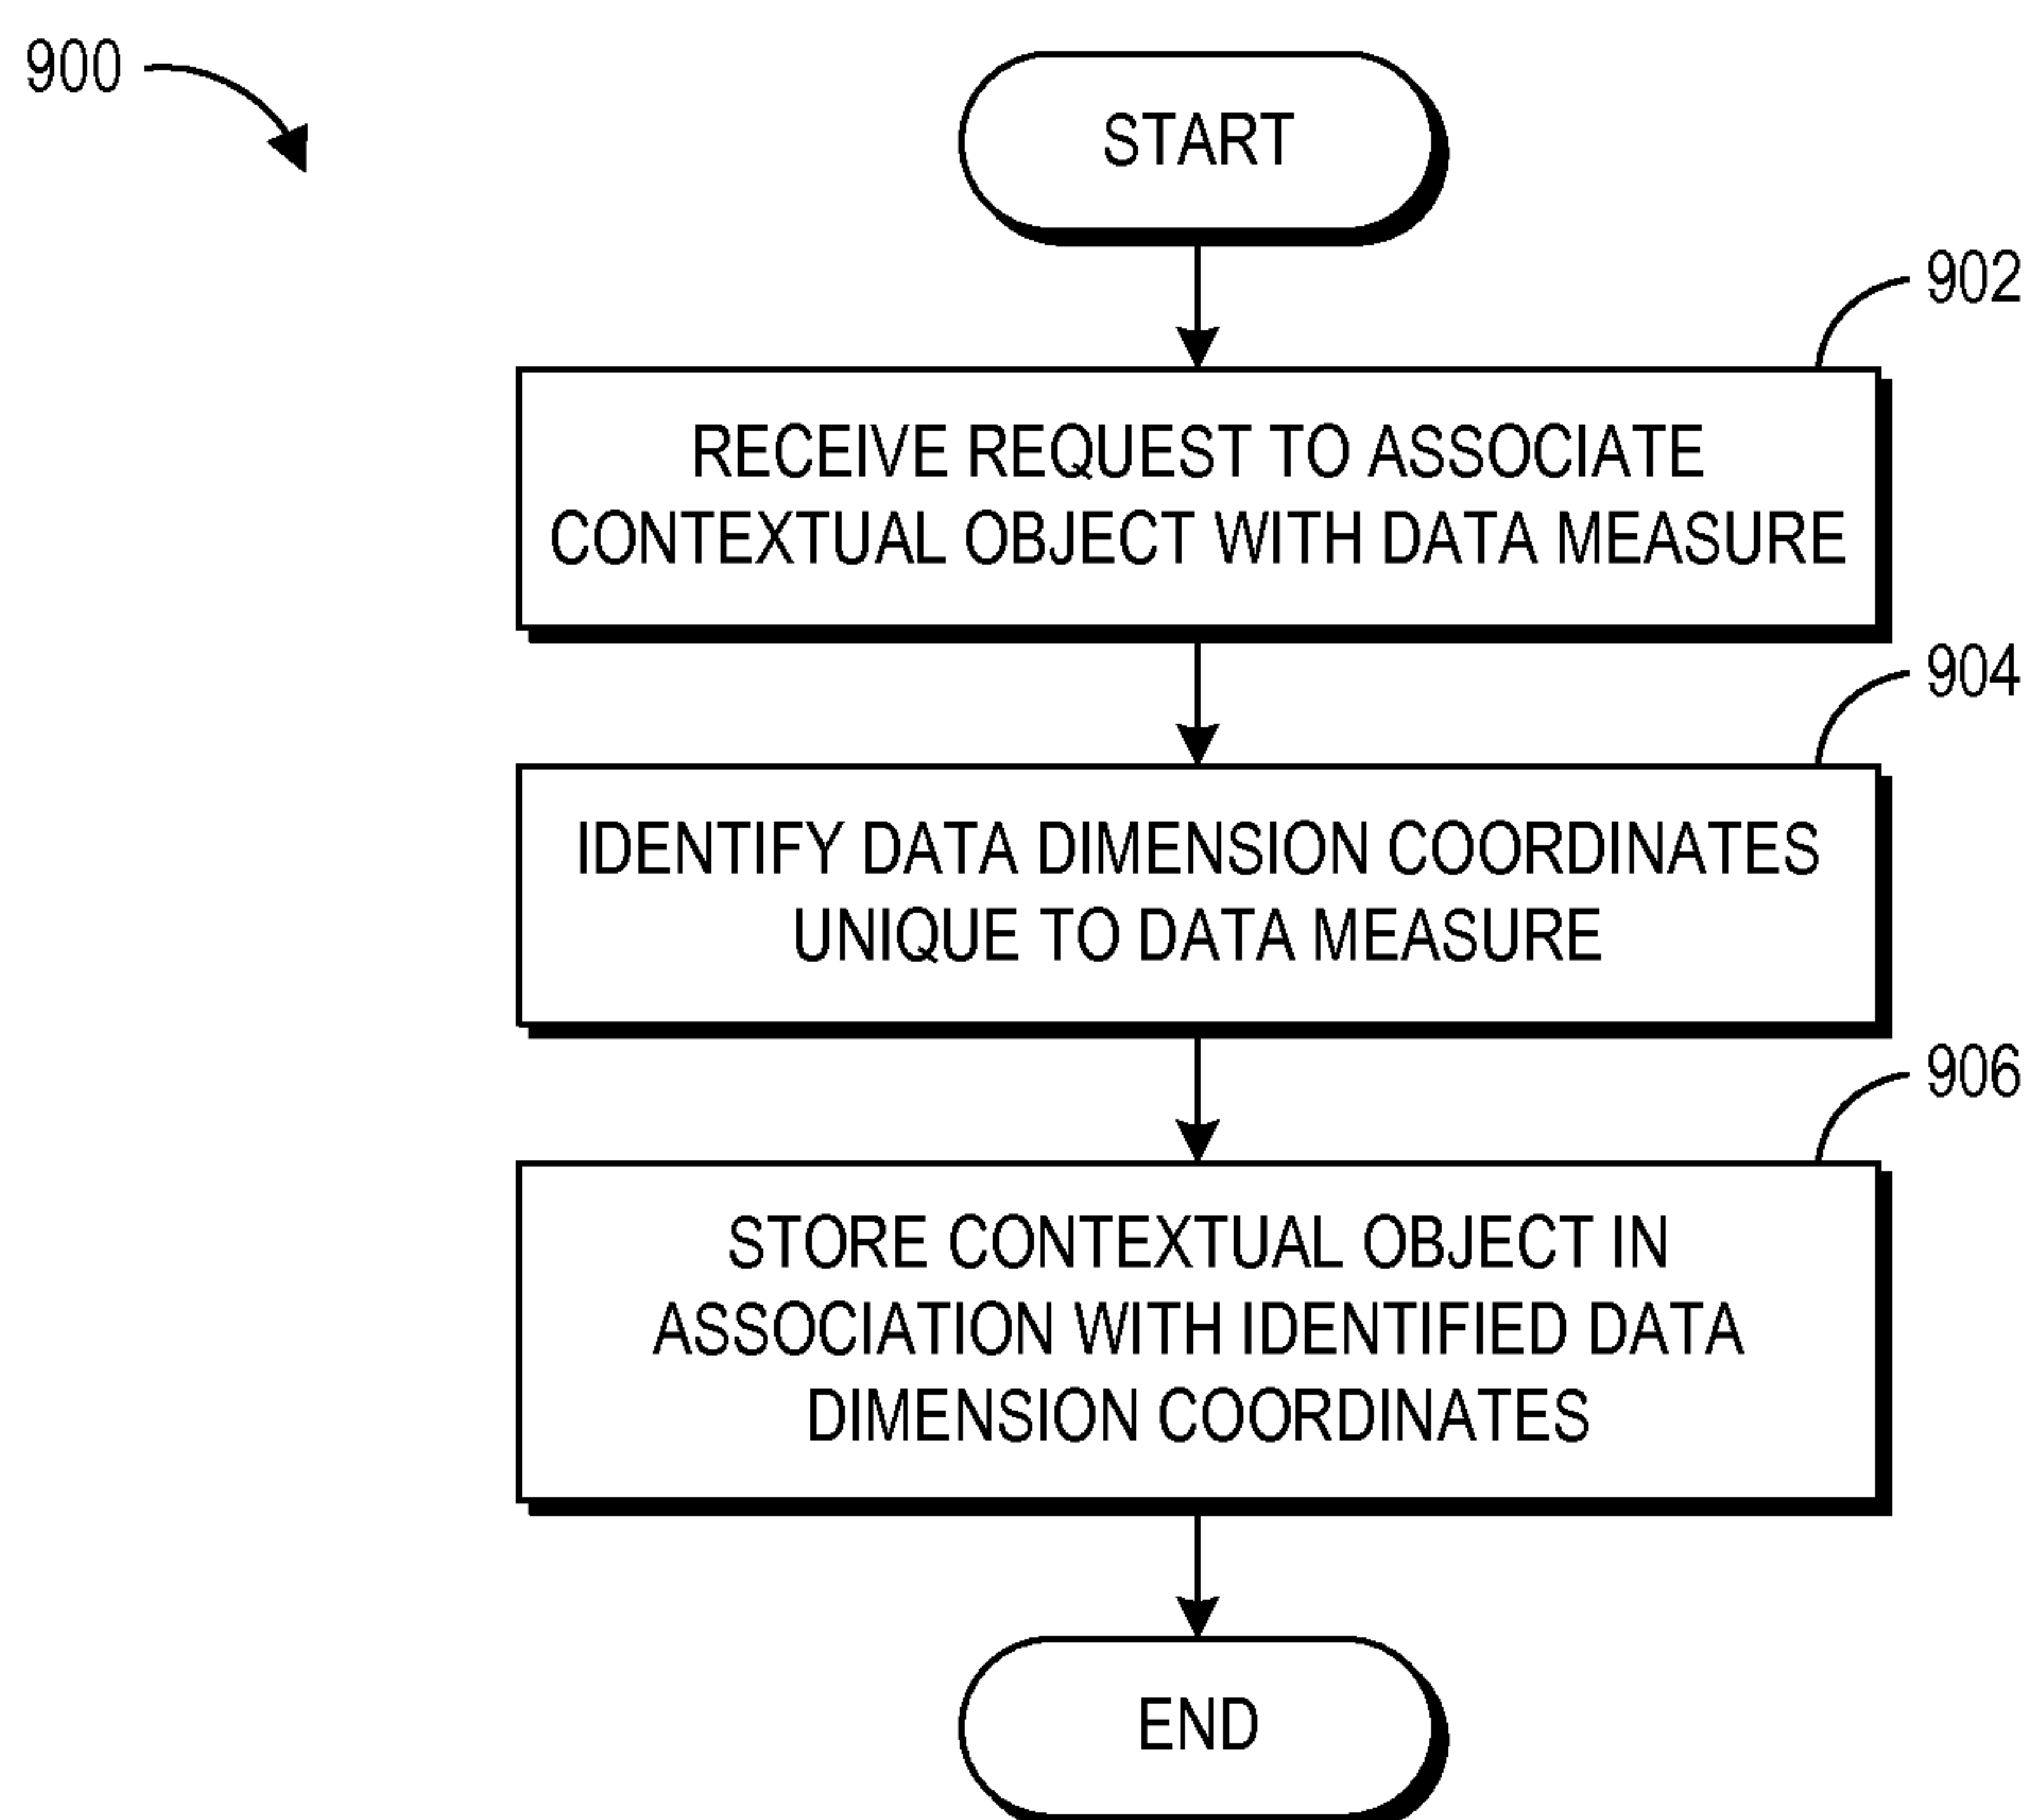 900
START
902
RECEIVE REQUEST TO ASSOCIATE
CONTEXTUAL OBJECT WITH DATA MEASURE
904
IDENTIFY DATA DIMENSION COORDINATES
UNIQUE TO DATA MEASURE
906
STORE CONTEXTUAL OBJECT IN
ASSOCIATION WITH IDENTIFIED DATA
DIMENSION COORDINATES
END